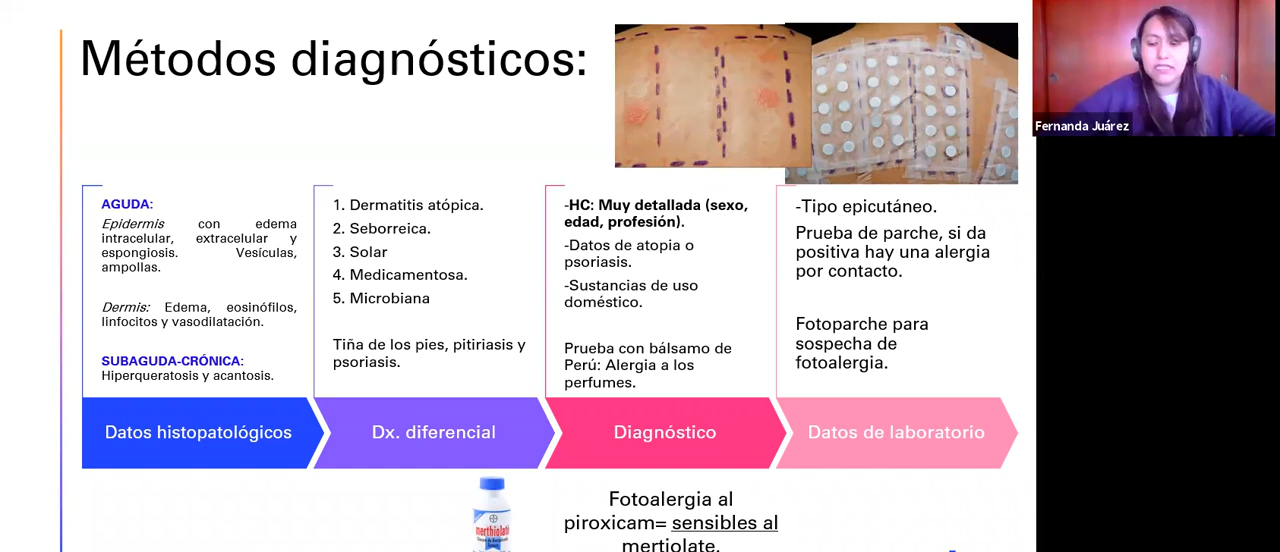 Métodos diagnósticos:
Fernanda Juárez
AGUDA:
Epidermis con edema
intracelular, extracelular y
espongiosis. Vesículas,
ampollas.
Dermis: Edema, eosinófilos,
linfocitos y vasodilatación.
SUBAGUDA-CRÓNICA:
Hiperqueratosis y acantosis.
1. Dermatitis atópica.
2. Seborreica.
3. Solar
4. Medicamentosa.
5. Microbiana
Tiña de los pies, pitiriasis y
psoriasis.
-HC: Muy detallada (sexo,
edad, profesión).
-Datos de atopia o
psoriasis.
-Sustancias de uso
doméstico.
Prueba con bálsamo de
Perú: Alergia a los
perfumes.
-Tipo epicutáneo.
Prueba de parche, si da
positiva hay una alergia
por contacto.
Fotoparche para
sospecha de
fotoalergia.
Datos histopatológicos
Dx. diferencial
Diagnóstico
Datos de laboratorio
merthiolate
Fotoalergia al
piroxicam= sensibles al
mertiolate.